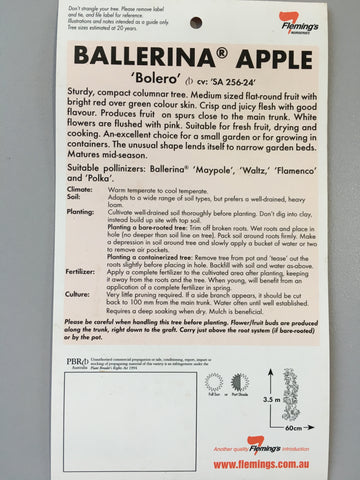 Don't strangle your tree. Please remove label
and tie, and file label for reference.
Illustrations and notes intended as a guide only.
Tree sizes estimated at 20 years.
Fleming's
NURSERIES
BALLERINA® APPLE
'Bolero' cv: 'SA 256-24'
Sturdy, compact columnar tree. Medium sized flat-round fruit with
bright red over green colour skin. Crisp and juicy flesh with good
flavour. Produces fruit on spurs close to the main trunk. White
flowers are flushed with pink. Suitable for fresh fruit, drying and
cooking. An excellent choice for a small garden or for growing in
containers. The unusual shape lends itself to narrow garden beds.
Matures mid-season.
Suitable pollinizers: Ballerina® 'Maypole', 'Waltz,' 'Flamenco'
and 'Polka'.
Climate: Warm temperate to cool temperate.
Soil: Adapts to a wide range of soil types, but prefers a well-drained, heavy
loam.
Planting: Cultivate well-drained soil thoroughly before planting. Don't dig into clay,
instead build up site with top soil.
Planting a bare-rooted tree: Trim off broken roots. Wet roots and place in
hole (no deeper than soil line on tree). Pack soil around roots firmly. Make
a depression in soil around tree and slowly apply a bucket of water or two
to remove air pockets.
Planting a containerized tree: Remove tree from pot and 'tease' out the
roots slightly before placing in hole. Backfill with soil and water as-above.
Fertilizer: Apply a complete fertilizer to the cultivated area after planting, keeping
it away from the roots and the tree. When young, will benefit from an
application of a complete fertilizer in spring.
Culture: Very little pruning required. If a side branch appears, it should be cut
back to 100 mm from the main trunk. Water often until well established.
Requires a deep soaking when dry. Mulch is beneficial.
Please be careful when handling this tree before planting. Flower/fruit buds are produced
along the trunk, right down to the graft. Carry just above the root system (if bare-rooted)
or by the pot.
PBR
Australia
Unauthorised commercial propagation or sale, conditioning, export, import or
stocking of propagating material of this variety is an infringement under the
Plant Breeder's Rights Act 1994
Full Sun or Part Shade
3.5 m
60cm
Another quality Fleming's introduction
www.flemings.com.au